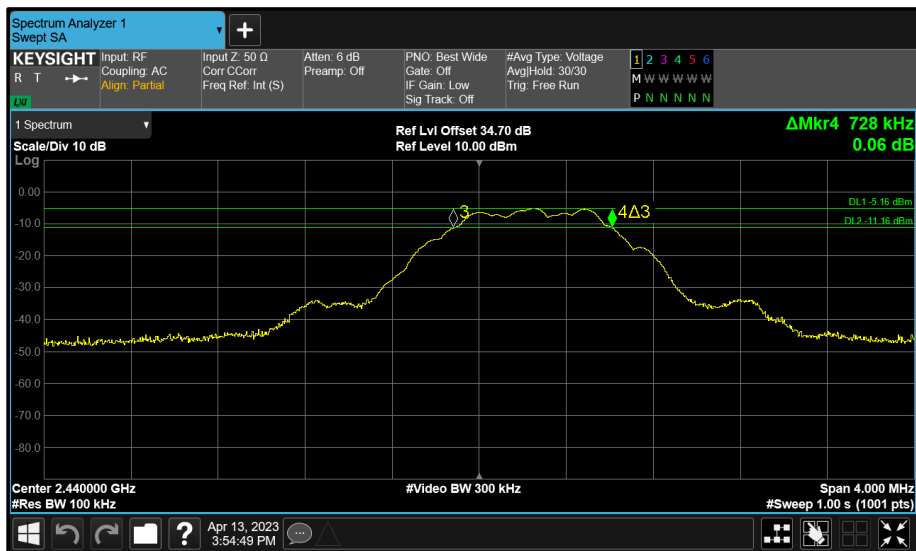 Spectrum Analyzer 1
Swept SA
+
KEYSIGHT
R T
LXI
Input: RF
Coupling: AC
Align: Partial
Input Z: 50 Ω
Corr CCorr
Freq Ref: Int (S)
Atten: 6 dB
Preamp: Off
PNO: Best Wide
Gate: Off
IF Gain: Low
Sig Track: Off
#Avg Type: Voltage
Avg|Hold: 30/30
Trig: Free Run
1 2 3 4 5 6
M W W W W W
P N N N N N
1 Spectrum
Scale/Div 10 dB
Ref Lvl Offset 34.70 dB
Ref Level 10.00 dBm
ΔMkr4 728 kHz
0.06 dB
Log
0.00
-10.0
-20.0
-30.0
-40.0
-50.0
-60.0
-70.0
-80.0
3
4Δ3
DL1 -5.16 dBm
DL2 -11.16 dBm
Center 2.440000 GHz
#Res BW 100 kHz
#Video BW 300 kHz
Span 4.000 MHz
#Sweep 1.00 s (1001 pts)
?
Apr 13, 2023
3:54:49 PM